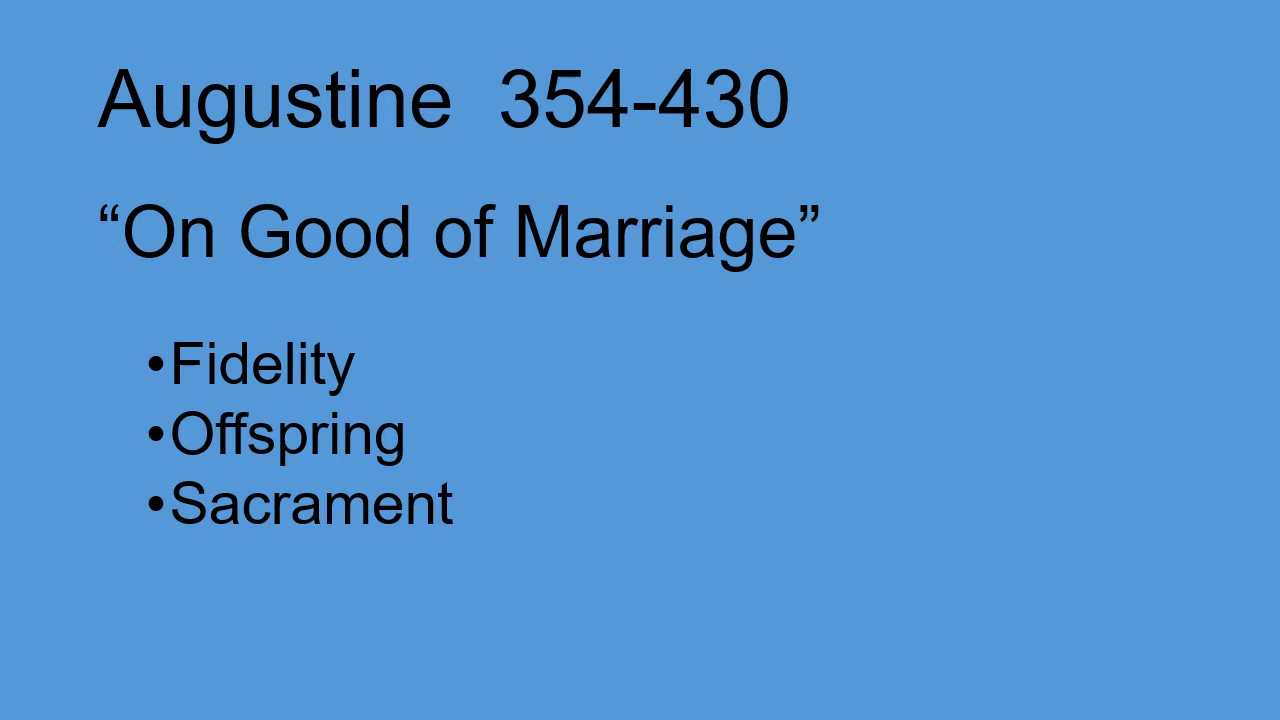 Augustine 354-430
“On Good of Marriage”
•Fidelity
•Offspring
•Sacrament